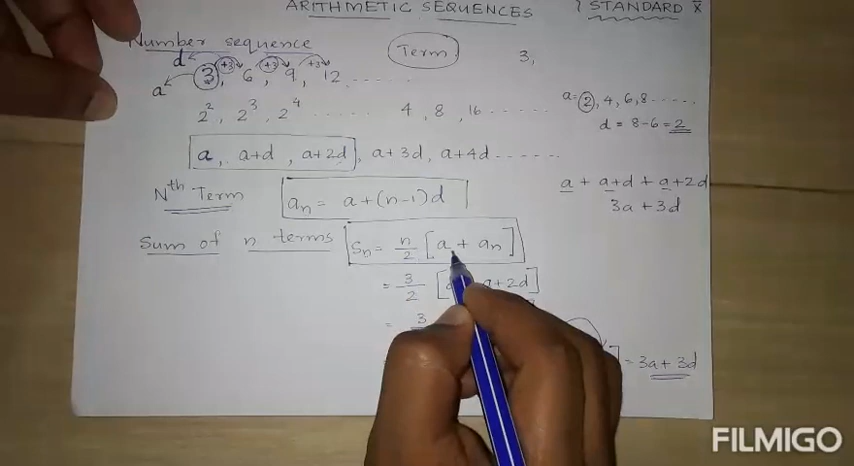 ARITHMETIC SEQUENCES
STANDARD X
Number sequence
Term
3,
d +3 +3 +3
3, 6, 9, 12 ......
a
a = 2, 4, 6, 8 .....
d = 8-6 = 2
2², 2³, 2⁴ ...... 4, 8, 16 ......
a, a+d, a+2d, a+3d, a+4d ......
a + a+d + a+2d
3a + 3d
Nth Term aₙ = a+(n-1)d
Sum of n terms Sₙ = n/2 [a + aₙ]
= 3/2 [ a+2d]
= 3
= 3a + 3d
FILMIGO